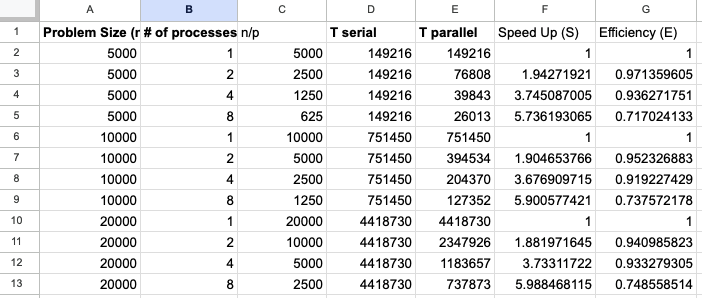 A B C D E F G
1 Problem Size (r # of processes n/p T serial T parallel Speed Up (S) Efficiency (E)
2 5000 1 5000 149216 149216 1 1
3 5000 2 2500 149216 76808 1.94271921 0.971359605
4 5000 4 1250 149216 39843 3.745087005 0.936271751
5 5000 8 625 149216 26013 5.736193065 0.717024133
6 10000 1 10000 751450 751450 1 1
7 10000 2 5000 751450 394534 1.904653766 0.952326883
8 10000 4 2500 751450 204370 3.676909715 0.919227429
9 10000 8 1250 751450 127352 5.900577421 0.737572178
10 20000 1 20000 4418730 4418730 1 1
11 20000 2 10000 4418730 2347926 1.881971645 0.940985823
12 20000 4 5000 4418730 1183657 3.73311722 0.933279305
13 20000 8 2500 4418730 737873 5.988468115 0.748558514